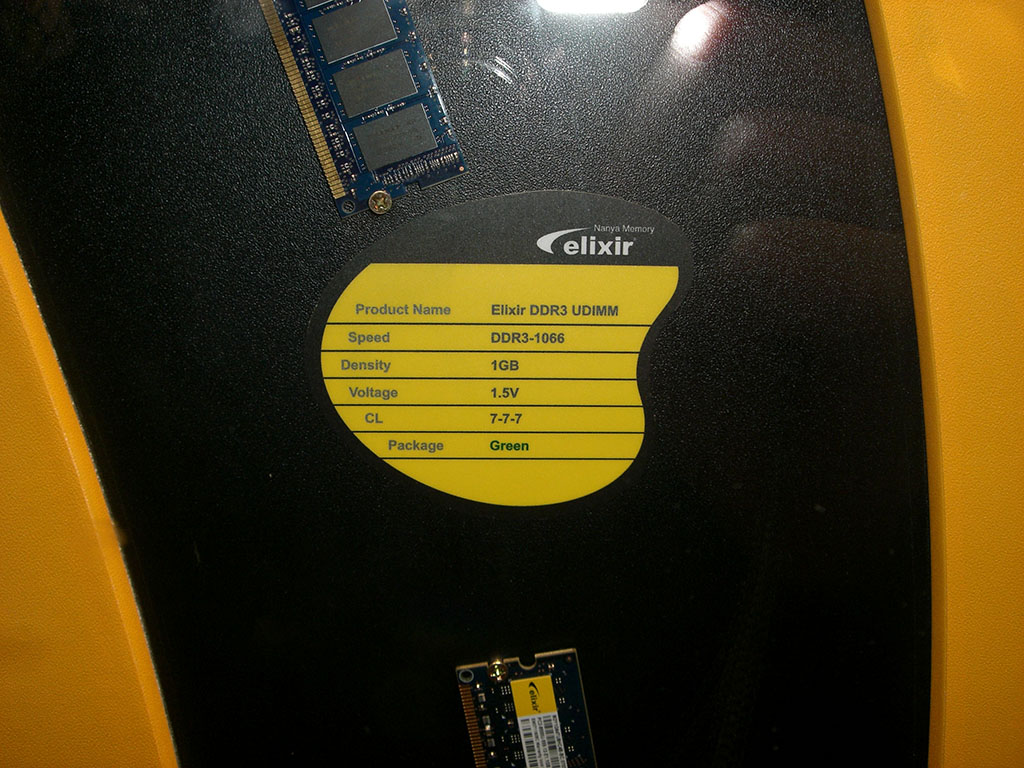 Nanya Memory
elixir
Product Name Elixir DDR3 UDIMM
Speed DDR3-1066
Density 1GB
Voltage 1.5V
CL 7-7-7
Package Green
elixir